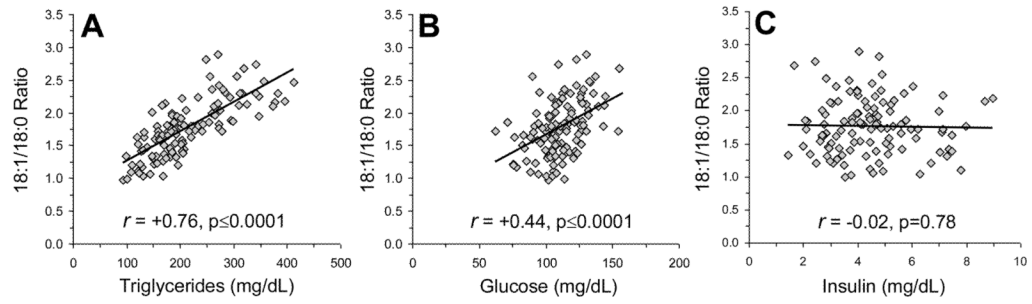 A
18:1/18:0 Ratio
3.5
3.0
2.5
2.0
1.5
1.0
0.5
0.0
r = +0.76, p≤0.0001
0 100 200 300 400 500
Triglycerides (mg/dL)
B
18:1/18:0 Ratio
3.5
3.0
2.5
2.0
1.5
1.0
0.5
0.0
r = +0.44, p≤0.0001
0 50 100 150 200
Glucose (mg/dL)
C
18:1/18:0 Ratio
3.5
3.0
2.5
2.0
1.5
1.0
0.5
0.0
r = -0.02, p=0.78
0 2 4 6 8 10
Insulin (mg/dL)